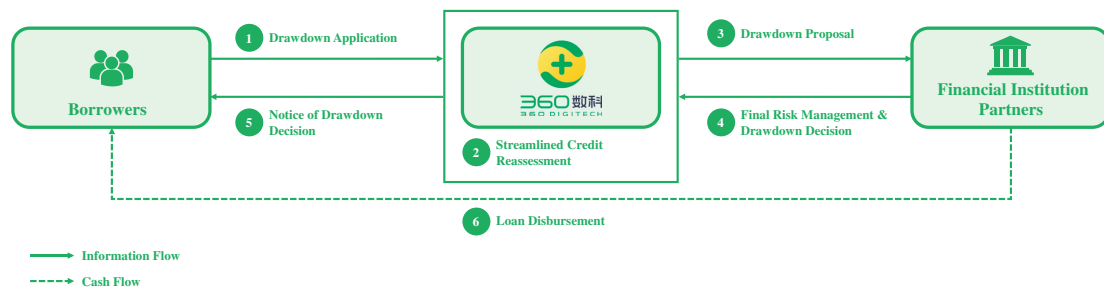 1 Drawdown Application
3 Drawdown Proposal
Borrowers
360数科
360 DIGITECH
Financial Institution
Partners
5 Notice of Drawdown
Decision
4 Final Risk Management &
Drawdown Decision
2 Streamlined Credit
Reassessment
6 Loan Disbursement
Information Flow
Cash Flow